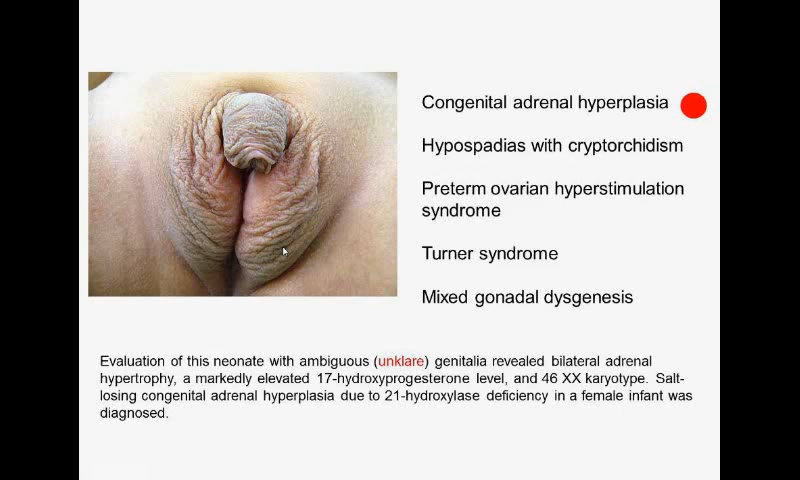 Congenital adrenal hyperplasia
Hypospadias with cryptorchidism
Preterm ovarian hyperstimulation
syndrome
Turner syndrome
Mixed gonadal dysgenesis
Evaluation of this neonate with ambiguous (unklare) genitalia revealed bilateral adrenal
hypertrophy, a markedly elevated 17-hydroxyprogesterone level, and 46 XX karyotype. Salt-
losing congenital adrenal hyperplasia due to 21-hydroxylase deficiency in a female infant was
diagnosed.